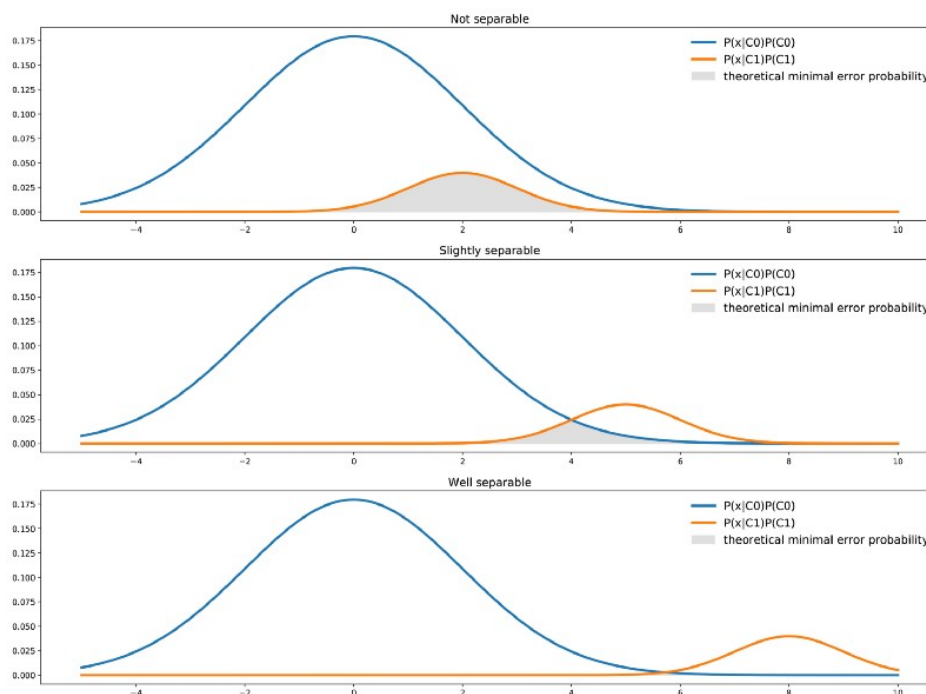 Not separable
P(x|C0)P(C0)
P(x|C1)P(C1)
theoretical minimal error probability
0.175
0.150
0.125
0.100
0.075
0.050
0.025
0.000
−4 −2 0 2 4 6 8 10
Slightly separable
P(x|C0)P(C0)
P(x|C1)P(C1)
theoretical minimal error probability
0.175
0.150
0.125
0.100
0.075
0.050
0.025
0.000
−4 −2 0 2 4 6 8 10
Well separable
P(x|C0)P(C0)
P(x|C1)P(C1)
theoretical minimal error probability
0.175
0.150
0.125
0.100
0.075
0.050
0.025
0.000
−4 −2 0 2 4 6 8 10